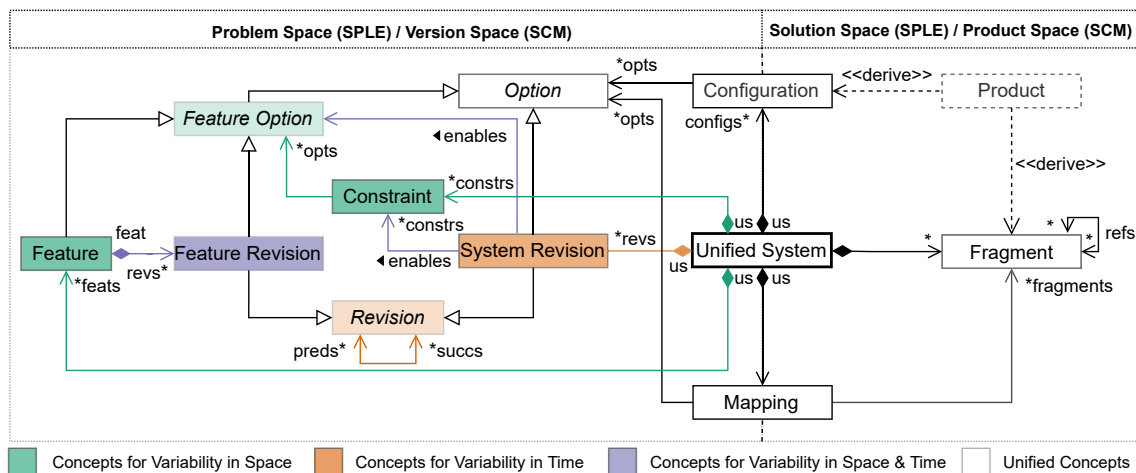 Problem Space (SPLE) / Version Space (SCM)
Solution Space (SPLE) / Product Space (SCM)
*opts
Option
Configuration
<<derive>>
Product
Feature Option
*opts
configs*
◀ enables
*opts
<<derive>>
*constrs
Constraint
*constrs
us
us
*
*
feat
Feature
Feature Revision
System Revision
*revs
Unified System
*
refs
Fragment
revs*
◀ enables
us
*feats
us
us
*fragments
Revision
preds*
*succs
Mapping
Concepts for Variability in Space
Concepts for Variability in Time
Concepts for Variability in Space & Time
Unified Concepts